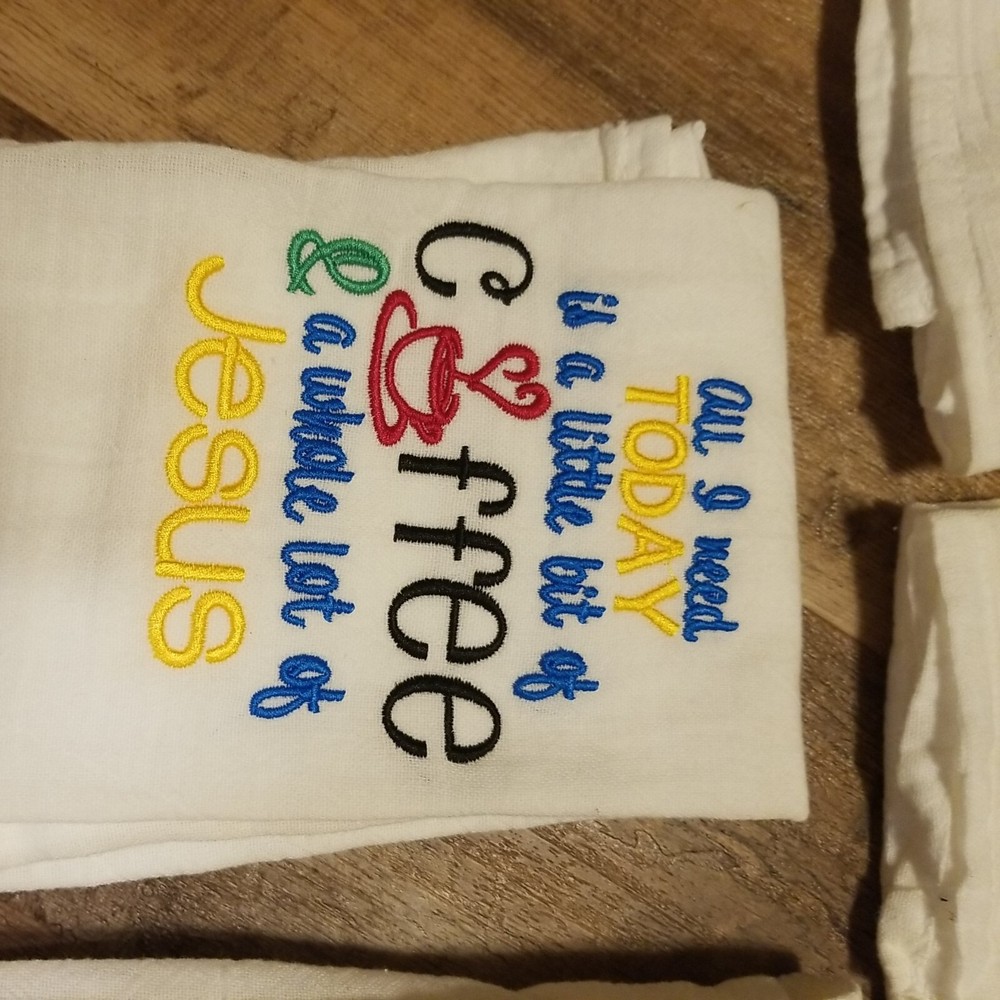 all I need
TODAY
is a little bit of
Coffee
& a whole lot of
Jesus